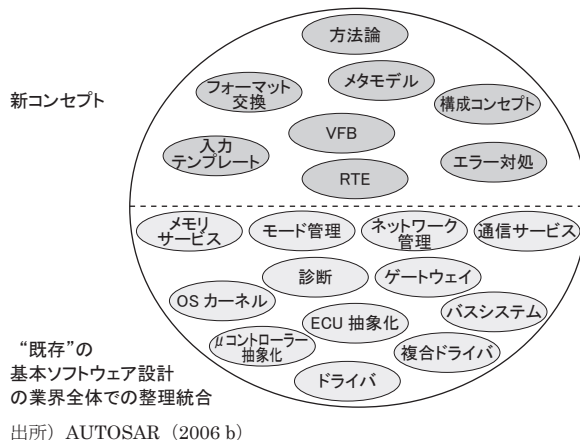 方法論
新コンセプト
フォーマット
交換
メタモデル
構成コンセプト
VFB
入力
テンプレート
エラー対処
RTE
メモリ
サービス
モード管理
ネットワーク
管理
通信サービス
診断
ゲートウェイ
OS カーネル
バスシステム
ECU 抽象化
μコントローラー
抽象化
複合ドライバ
ドライバ
“既存”の
基本ソフトウェア設計
の業界全体での整理統合
出所）AUTOSAR（2006 b）